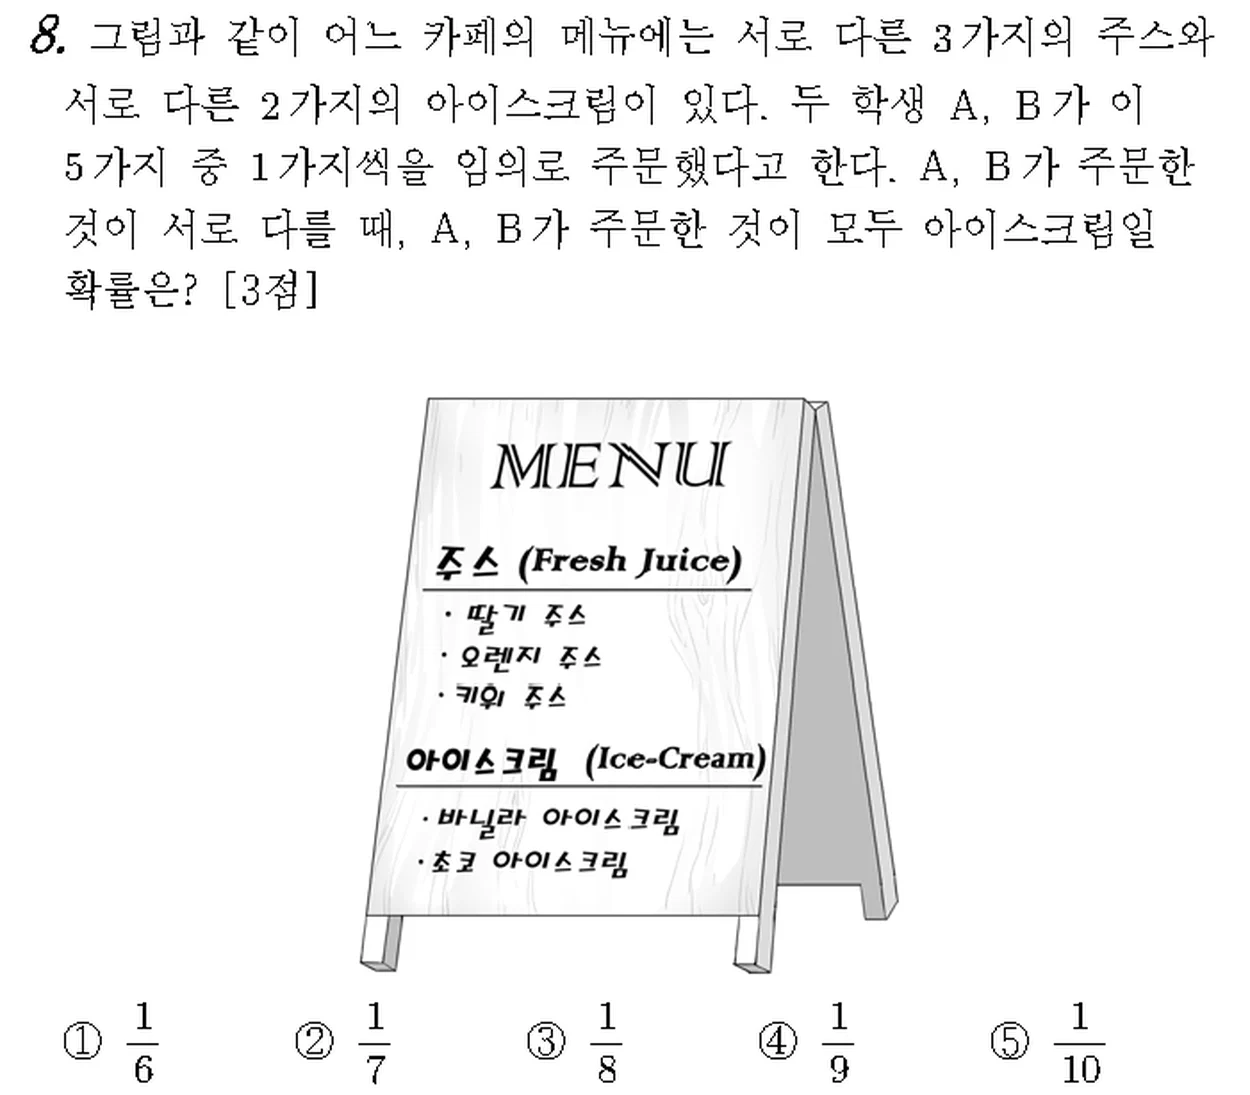 8. 그림과 같이 어느 카페의 메뉴에는 서로 다른 3가지의 주스와
서로 다른 2가지의 아이스크림이 있다. 두 학생 A, B가 이
5가지 중 1가지씩을 임의로 주문했다고 한다. A, B가 주문한
것이 서로 다를 때, A, B가 주문한 것이 모두 아이스크림일
확률은? [3점]
MENU
주스 (Fresh Juice)
· 딸기 주스
· 오렌지 주스
· 키위 주스
아이스크림 (Ice-Cream)
· 바닐라 아이스크림
· 초코 아이스크림
① 1/6 ② 1/7 ③ 1/8 ④ 1/9 ⑤ 1/10